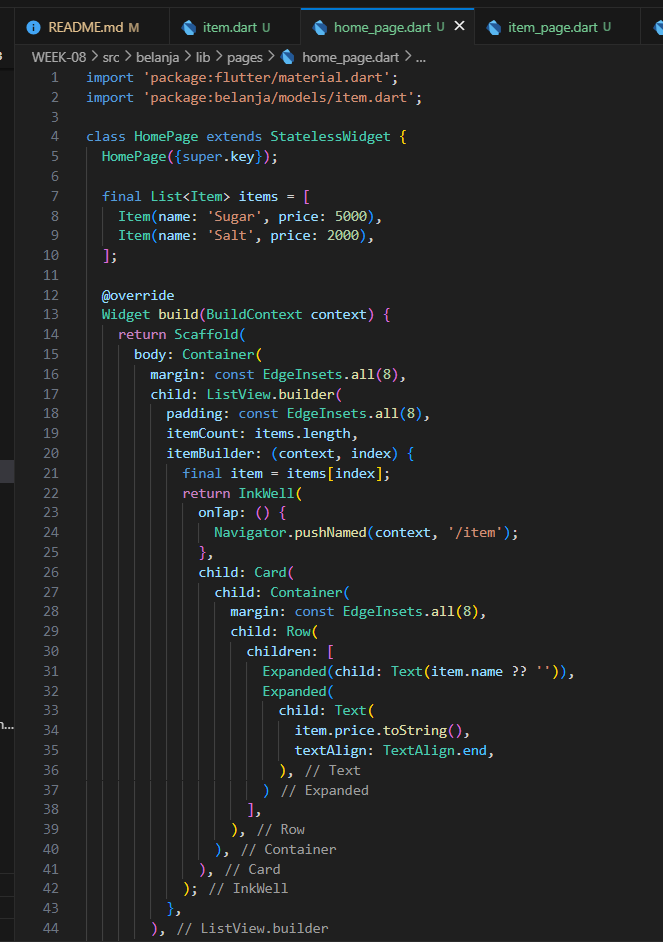 README.md M
item.dart U
home_page.dart U
item_page.dart U
WEEK-08 > src > belanja > lib > pages > home_page.dart > ...
1 import 'package:flutter/material.dart';
2 import 'package:belanja/models/item.dart';
3
4 class HomePage extends StatelessWidget {
5   HomePage({super.key});
6
7   final List<Item> items = [
8     Item(name: 'Sugar', price: 5000),
9     Item(name: 'Salt', price: 2000),
10   ];
11
12   @override
13   Widget build(BuildContext context) {
14     return Scaffold(
15       body: Container(
16         margin: const EdgeInsets.all(8),
17         child: ListView.builder(
18           padding: const EdgeInsets.all(8),
19           itemCount: items.length,
20           itemBuilder: (context, index) {
21             final item = items[index];
22             return InkWell(
23               onTap: () {
24                 Navigator.pushNamed(context, '/item');
25               },
26               child: Card(
27                 child: Container(
28                   margin: const EdgeInsets.all(8),
29                   child: Row(
30                     children: [
31                       Expanded(child: Text(item.name ?? '')),
32                       Expanded(
33                         child: Text(
34                           item.price.toString(),
35                           textAlign: TextAlign.end,
36                         ), // Text
37                       ) // Expanded
38                     ],
39                   ), // Row
40                 ), // Container
41               ), // Card
42             ); // InkWell
43           },
44         ), // ListView.builder